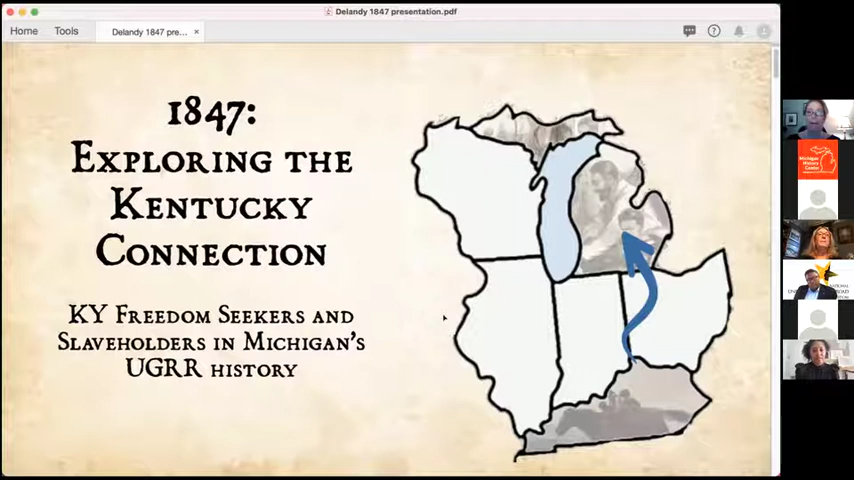 Delandy 1847 presentation.pdf
Home
Tools
Delandy 1847 pre...
×
1847:
Exploring the
Kentucky
Connection
KY Freedom Seekers and
Slaveholders in Michigan's
UGRR history
Michigan
History
Center